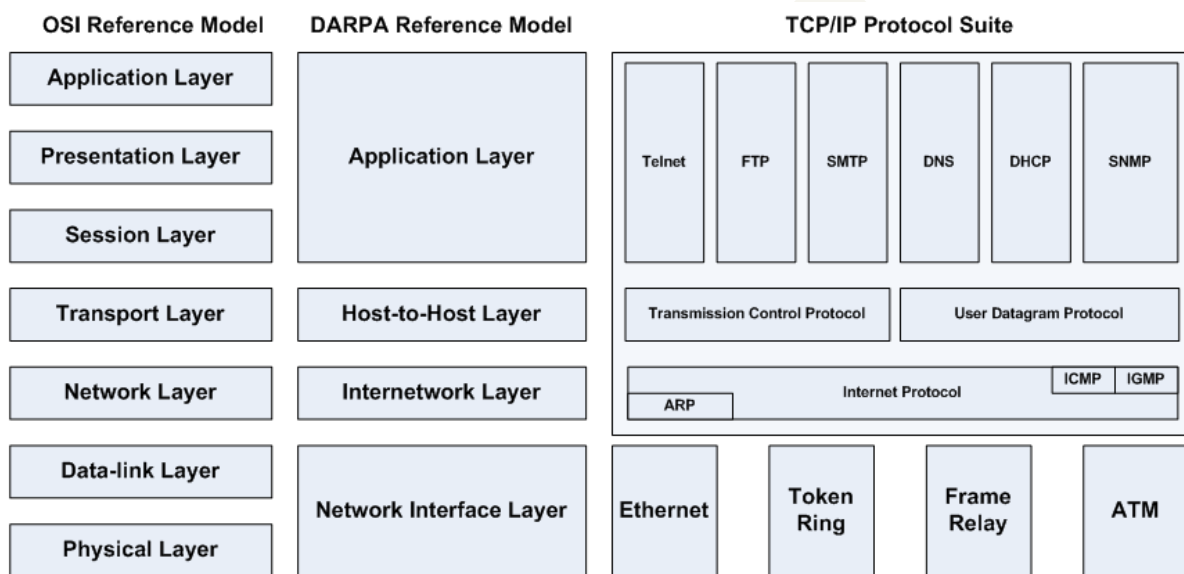 OSI Reference Model
DARPA Reference Model
TCP/IP Protocol Suite
Application Layer
Presentation Layer
Session Layer
Transport Layer
Network Layer
Data-link Layer
Physical Layer
Application Layer
Host-to-Host Layer
Internetwork Layer
Network Interface Layer
Telnet
FTP
SMTP
DNS
DHCP
SNMP
Transmission Control Protocol
User Datagram Protocol
Internet Protocol
ICMP
IGMP
ARP
Ethernet
Token
Ring
Frame
Relay
ATM